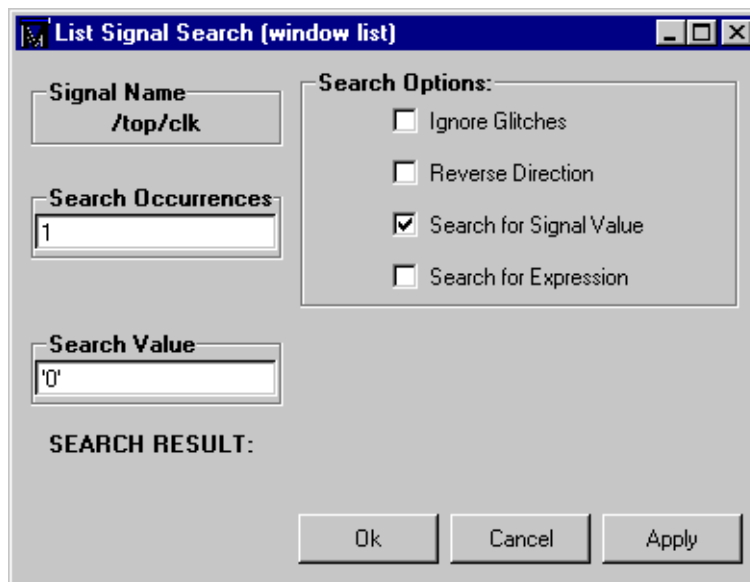 List Signal Search (window list)
Signal Name
/top/clk
Search Occurrences
1
Search Value
'0'
SEARCH RESULT:
Search Options:
Ignore Glitches
Reverse Direction
Search for Signal Value
Search for Expression
Ok Cancel Apply